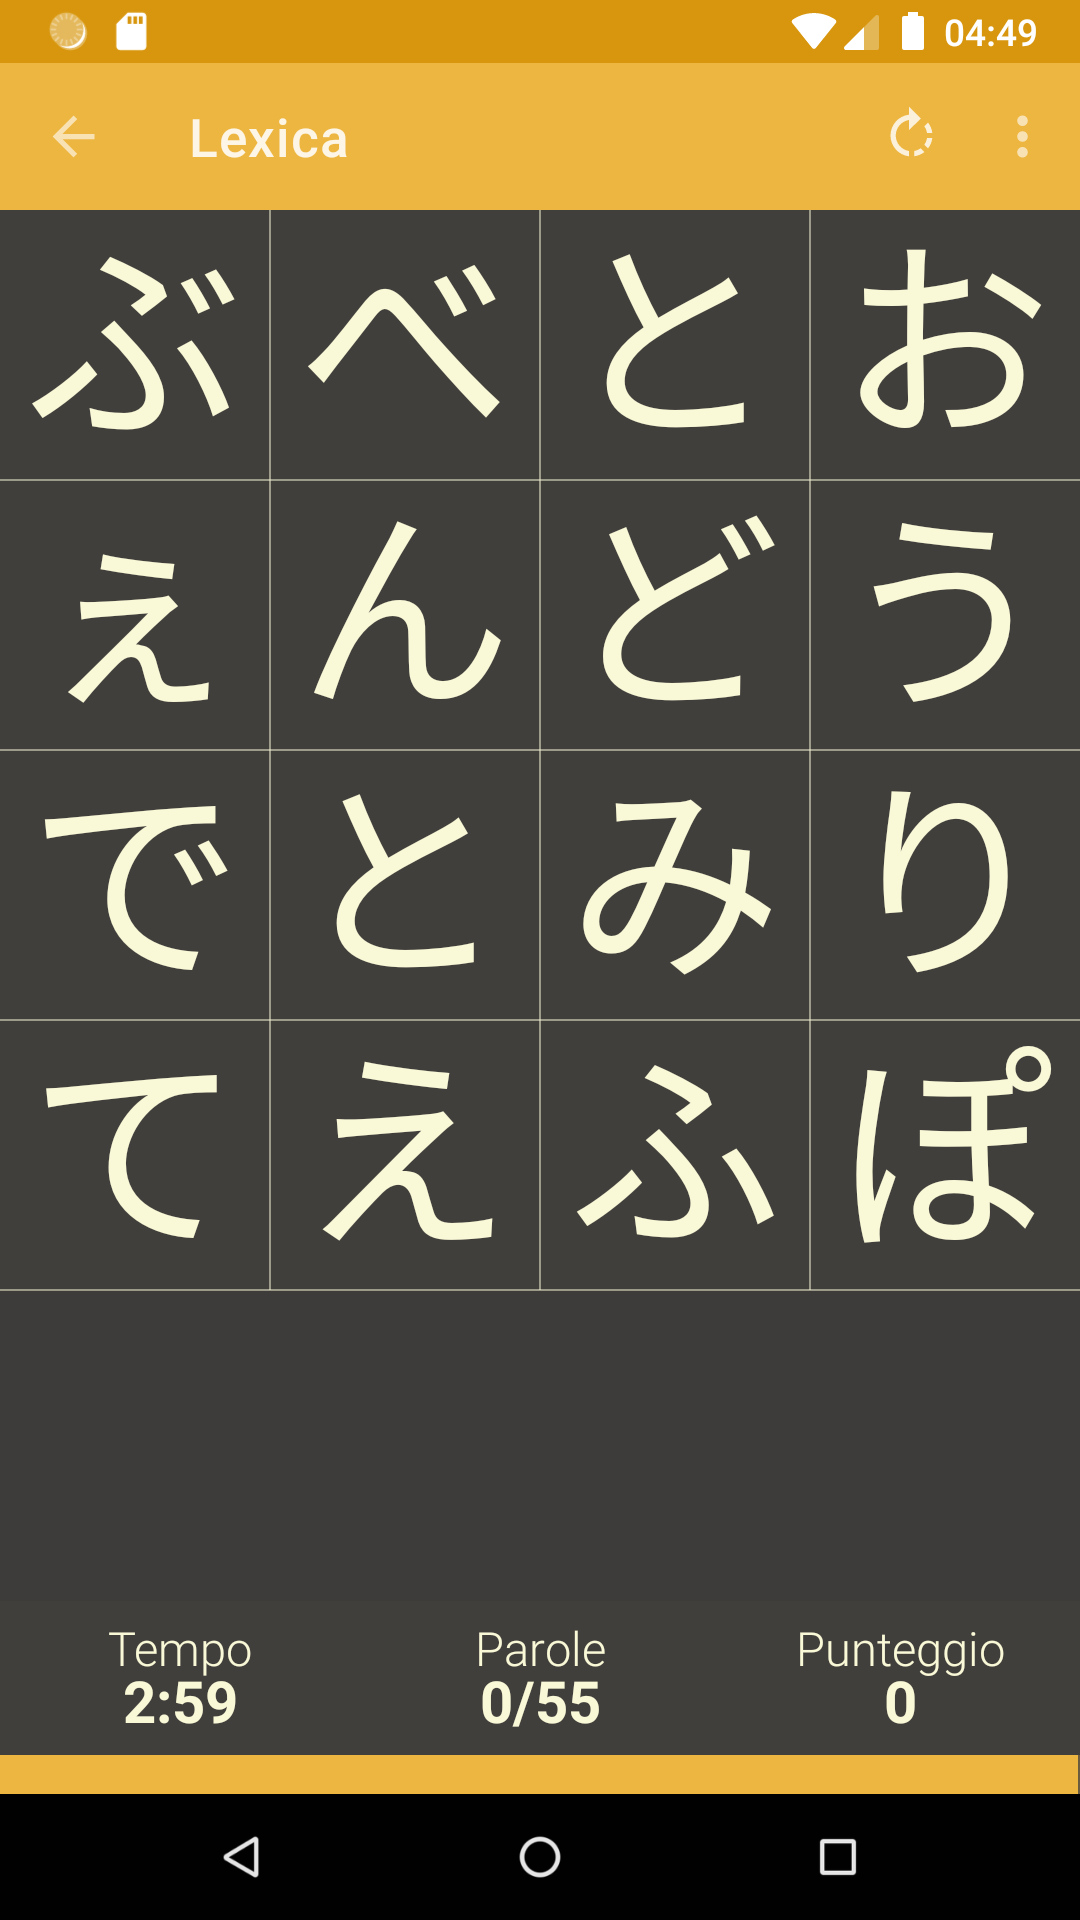 04:49
Lexica
ぶ べ と お
ぇ ん ど う
で と み り
て え ふ ぽ
Tempo Parole Punteggio
2:59 0/55 0